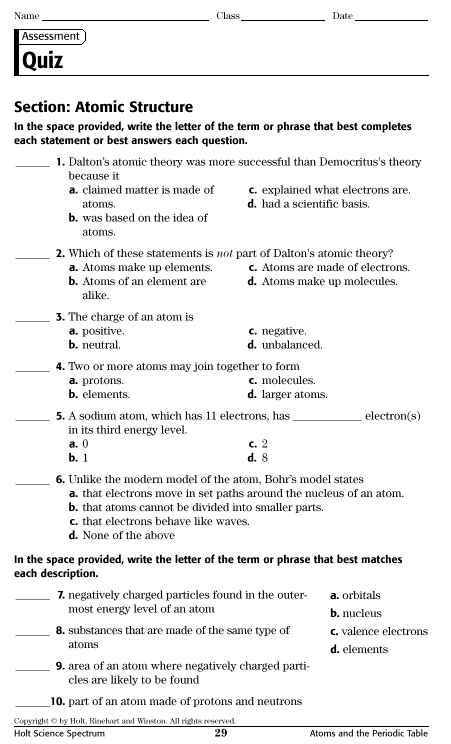 Name ____________ Class ____________ Date ____________
Assessment
Quiz
Section: Atomic Structure
In the space provided, write the letter of the term or phrase that best completes
each statement or best answers each question.
______ 1. Dalton's atomic theory was more successful than Democritus's theory
because it
a. claimed matter is made of
atoms.
b. was based on the idea of
atoms.
c. explained what electrons are.
d. had a scientific basis.
______ 2. Which of these statements is not part of Dalton's atomic theory?
a. Atoms make up elements.
b. Atoms of an element are
alike.
c. Atoms are made of electrons.
d. Atoms make up molecules.
______ 3. The charge of an atom is
a. positive.
b. neutral.
c. negative.
d. unbalanced.
______ 4. Two or more atoms may join together to form
a. protons.
b. elements.
c. molecules.
d. larger atoms.
______ 5. A sodium atom, which has 11 electrons, has ____________ electron(s)
in its third energy level.
a. 0
b. 1
c. 2
d. 8
______ 6. Unlike the modern model of the atom, Bohr's model states
a. that electrons move in set paths around the nucleus of an atom.
b. that atoms cannot be divided into smaller parts.
c. that electrons behave like waves.
d. None of the above
In the space provided, write the letter of the term or phrase that best matches
each description.
______ 7. negatively charged particles found in the outer-
most energy level of an atom
______ 8. substances that are made of the same type of
atoms
______ 9. area of an atom where negatively charged parti-
cles are likely to be found
______ 10. part of an atom made of protons and neutrons
a. orbitals
b. nucleus
c. valence electrons
d. elements
Copyright © by Holt, Rinehart and Winston. All rights reserved.
Holt Science Spectrum 29 Atoms and the Periodic Table